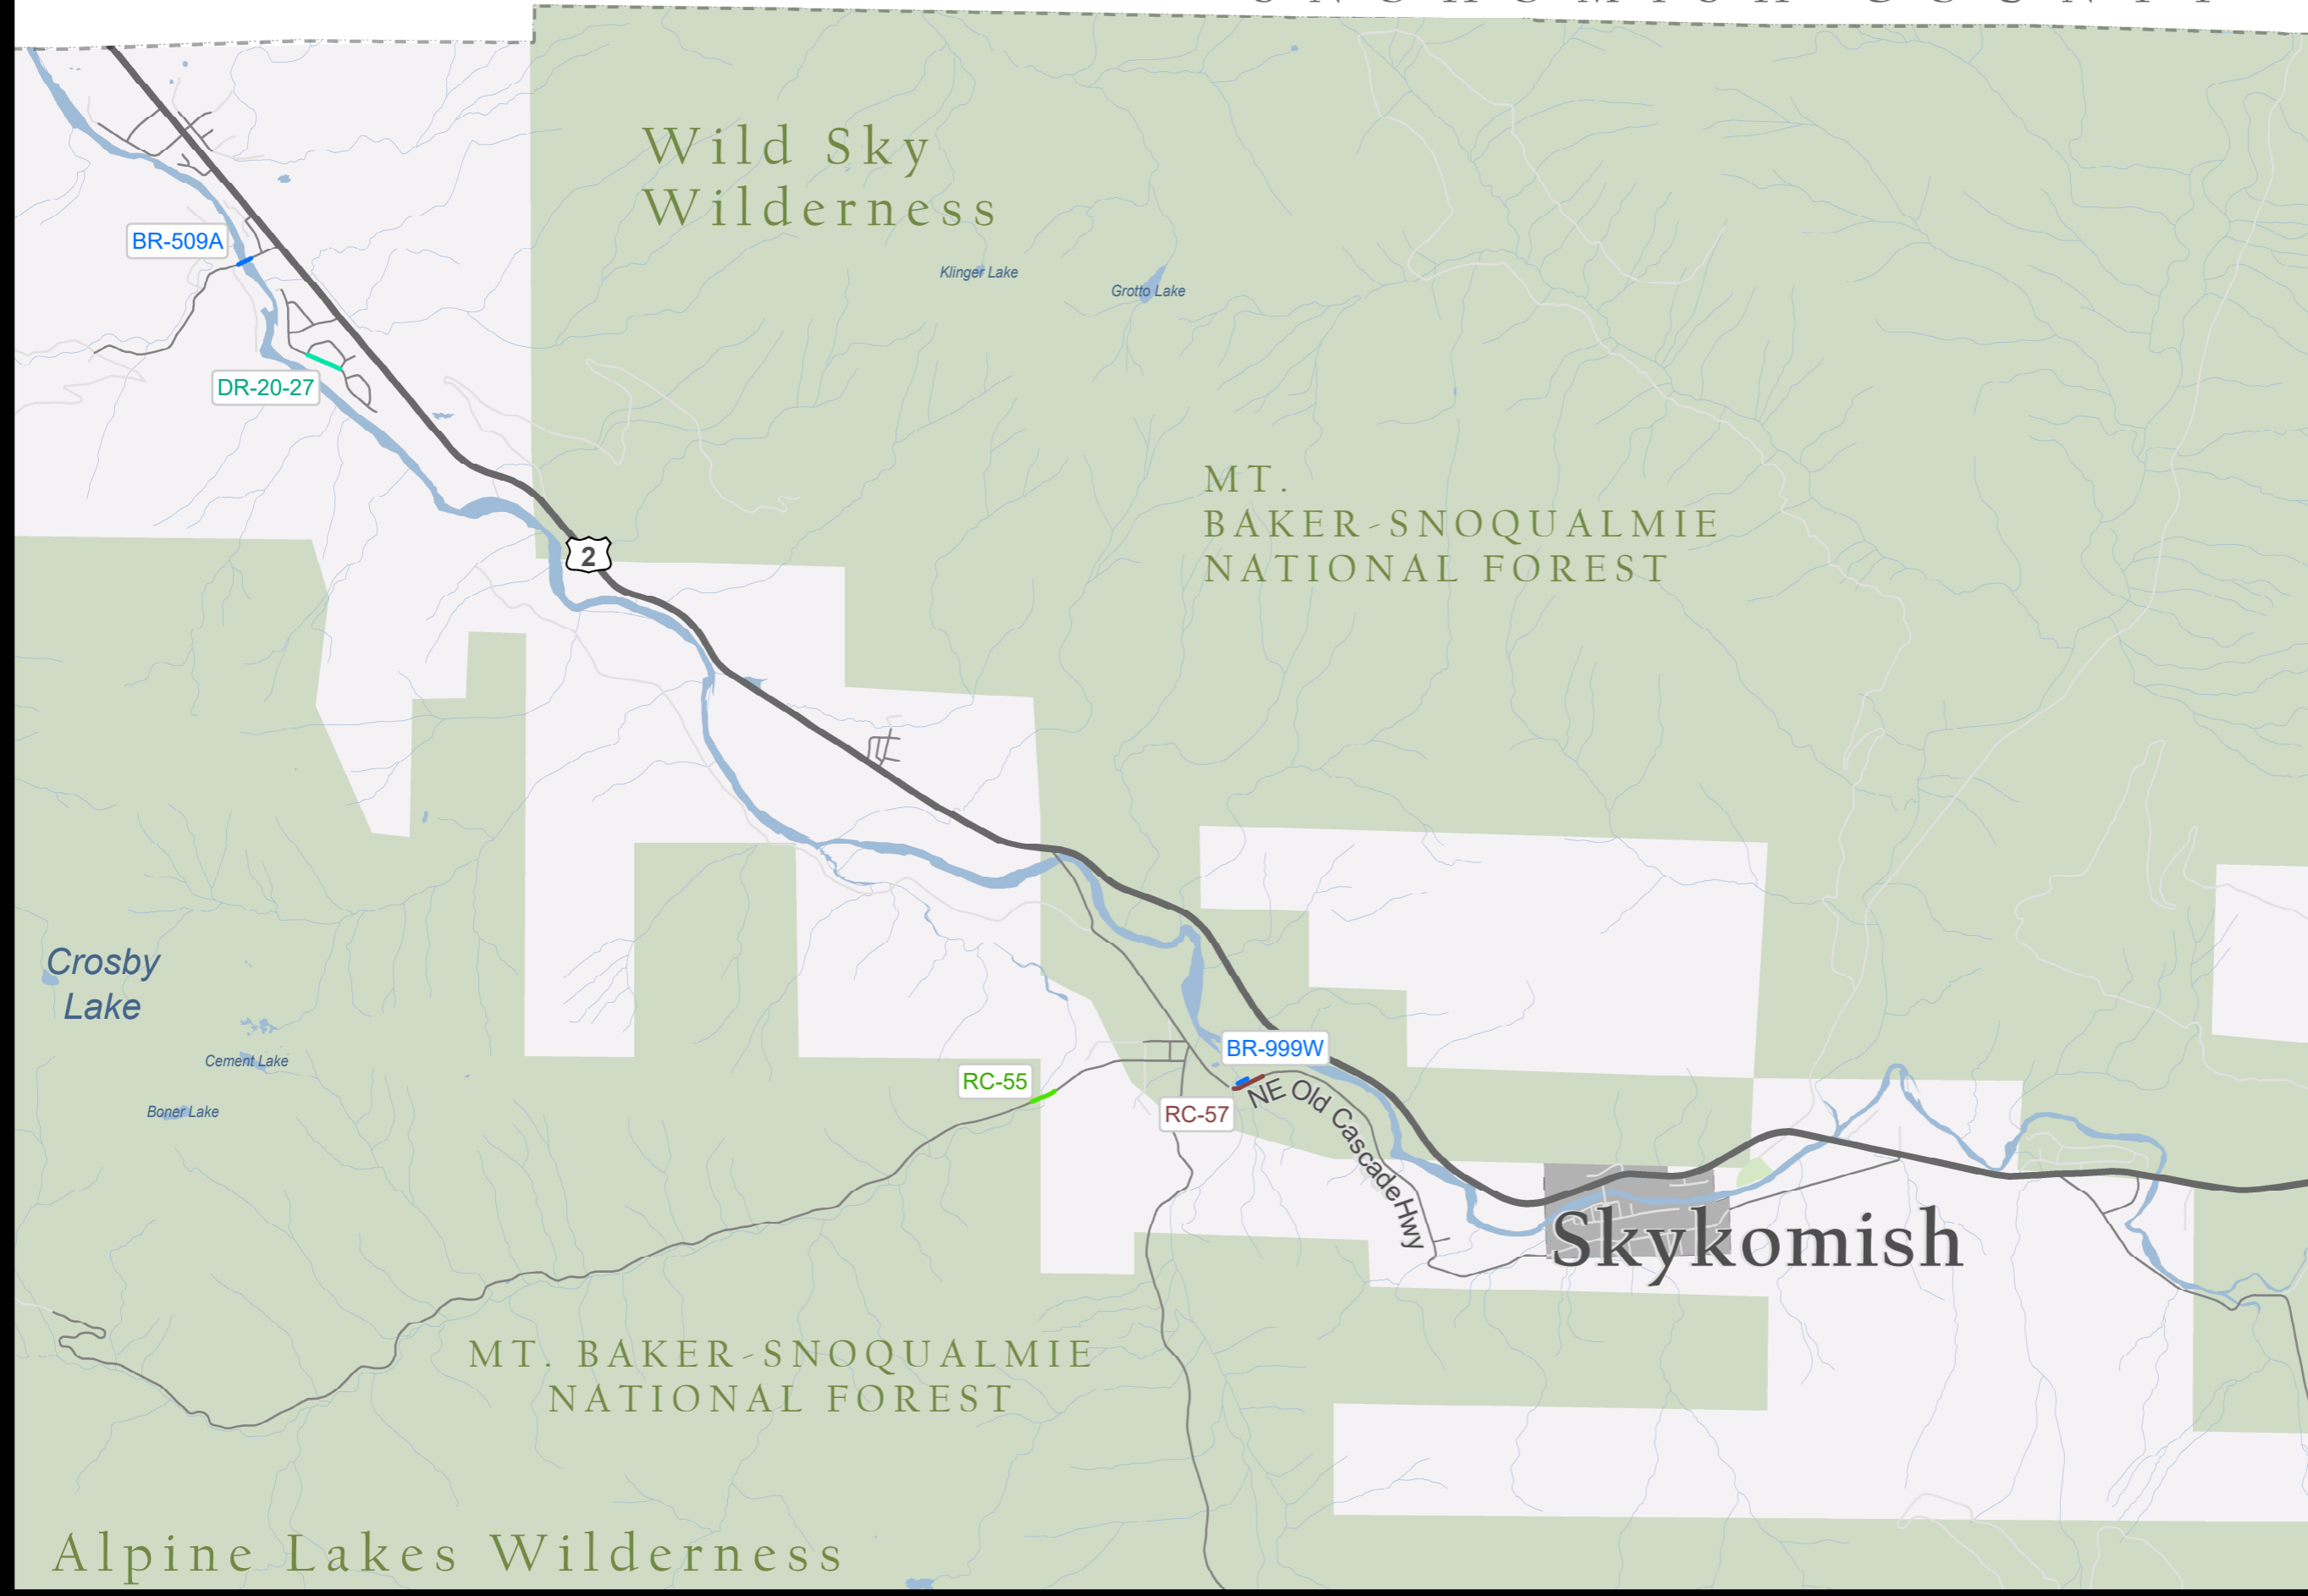 Wild Sky
Wilderness
BR-509A
Klinger Lake
Grotto Lake
DR-20-27
MT.
BAKER-SNOQUALMIE
NATIONAL FOREST
2
Crosby
Lake
Cement Lake
Boner Lake
BR-999W
RC-55
RC-57
NE Old Cascade Hwy
Skykomish
MT. BAKER-SNOQUALMIE
NATIONAL FOREST
Alpine Lakes Wilderness